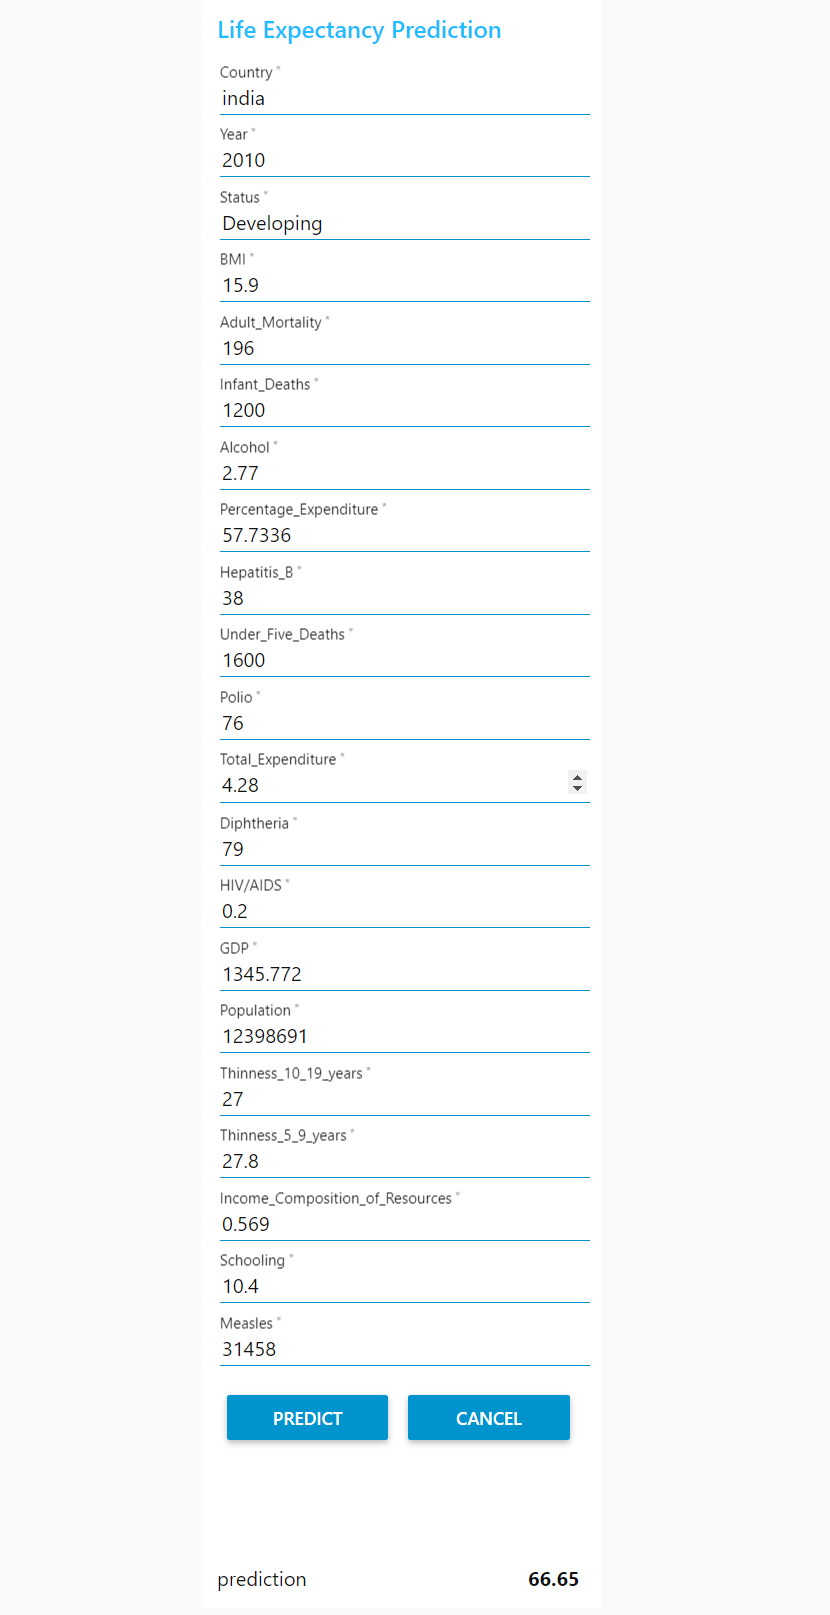 Life Expectancy Prediction
Country *
india
Year *
2010
Status *
Developing
BMI *
15.9
Adult_Mortality *
196
Infant_Deaths *
1200
Alcohol *
2.77
Percentage_Expenditure *
57.7336
Hepatitis_B *
38
Under_Five_Deaths *
1600
Polio *
76
Total_Expenditure *
4.28
Diphtheria *
79
HIV/AIDS *
0.2
GDP *
1345.772
Population *
12398691
Thinness_10_19_years *
27
Thinness_5_9_years *
27.8
Income_Composition_of_Resources *
0.569
Schooling *
10.4
Measles *
31458
PREDICT CANCEL
prediction 66.65